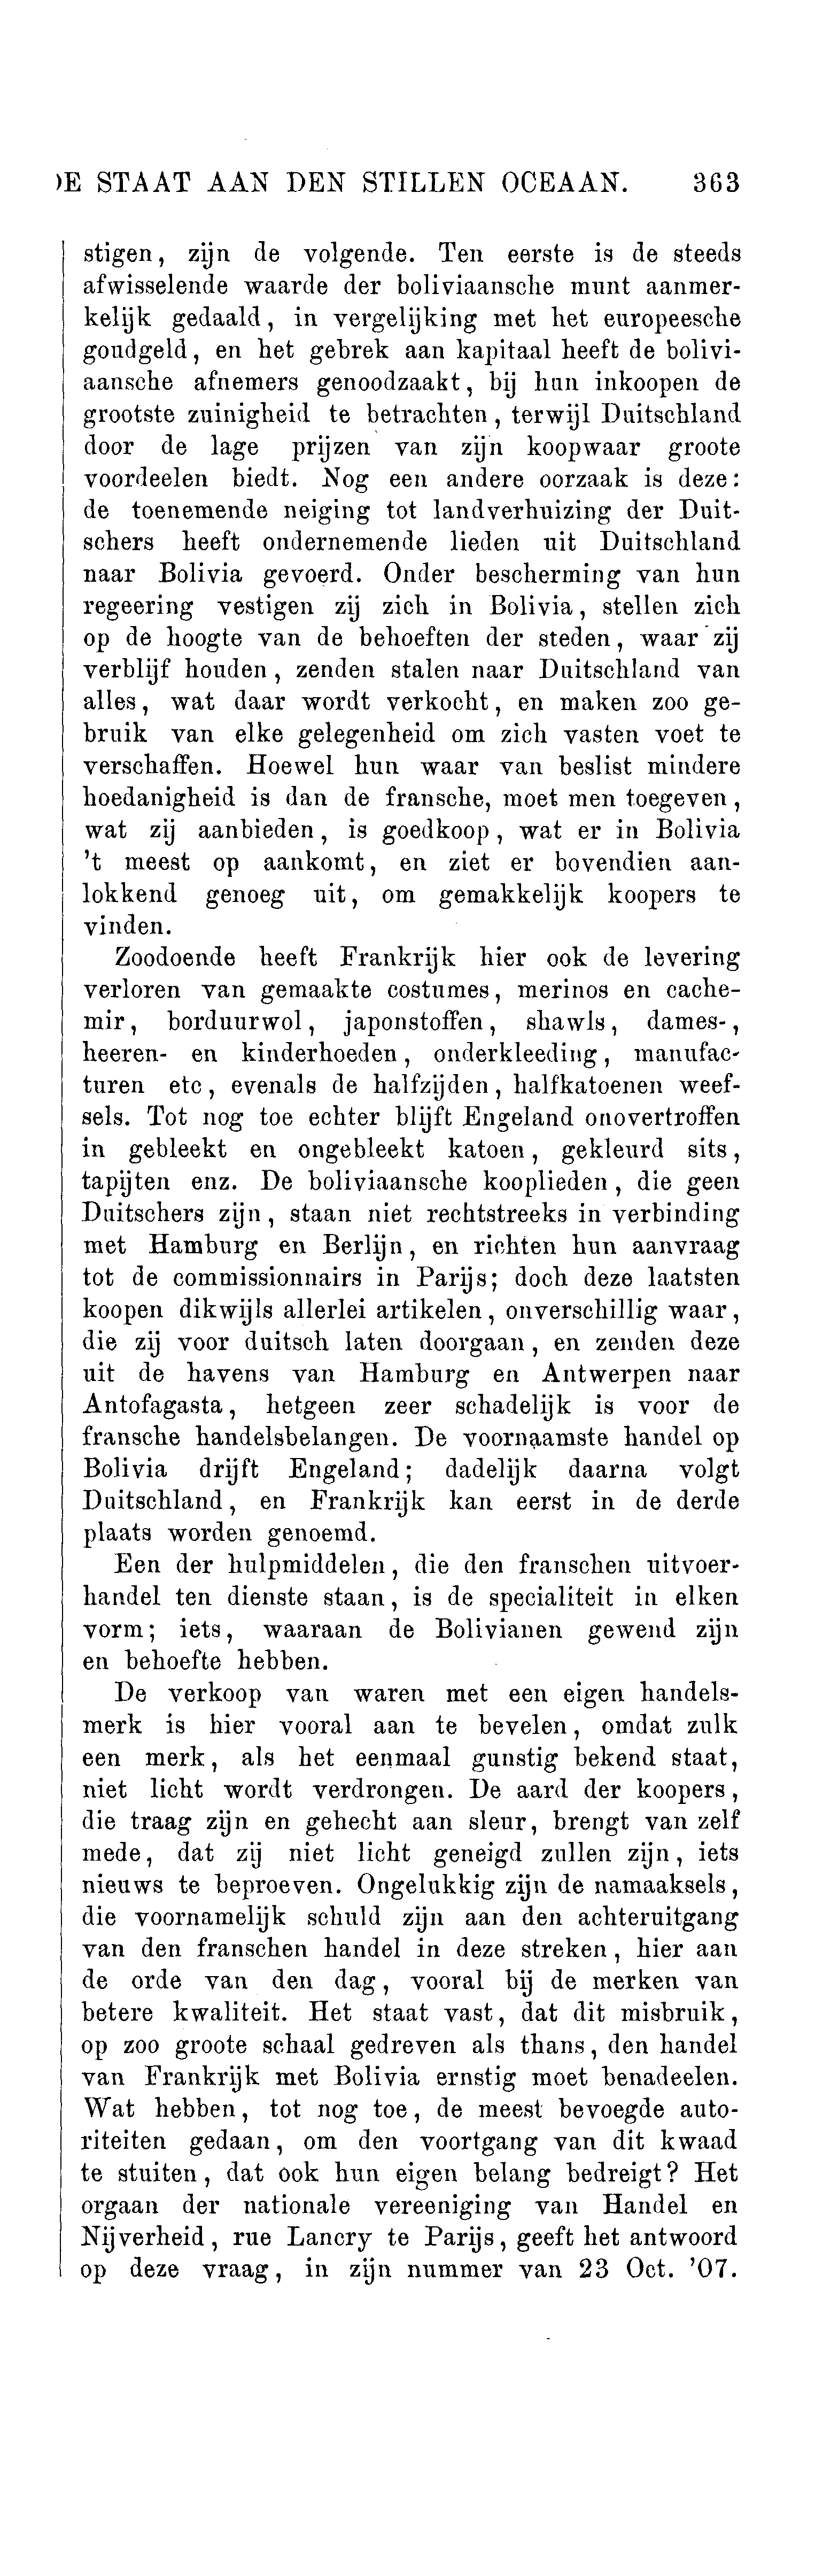 E STAAT AAN DEN STILLEN OCEAAN. 363
stigen, zijn de volgende. Ten eerste is de steeds
afwisselende waarde der boliviaansche munt aanmer-
kelijk gedaald, in vergelijking met het europeesche
goudgeld, en het gebrek aan kapitaal heeft de bolivi-
aansche afnemers genoodzaakt, bij hun inkoopen de
grootste zuinigheid te betrachten, terwijl Duitschland
door de lage prijzen van zijn koopwaar groote
voordeelen biedt. Nog een andere oorzaak is deze:
de toenemende neiging tot landverhuizing der Duit-
schers heeft ondernemende lieden uit Duitschland
naar Bolivia gevoerd. Onder bescherming van hun
regeering vestigen zij zich in Bolivia, stellen zich
op de hoogte van de behoeften der steden, waar zij
verblijf houden, zenden stalen naar Duitschland van
alles, wat daar wordt verkocht, en maken zoo ge-
bruik van elke gelegenheid om zich vasten voet te
verschaffen. Hoewel hun waar van beslist mindere
hoedanigheid is dan de fransche, moet men toegeven,
wat zij aanbieden, is goedkoop, wat er in Bolivia
't meest op aankomt, en ziet er bovendien aan-
lokkend genoeg uit, om gemakkelijk koopers te
vinden.
Zoodoende heeft Frankrijk hier ook de levering
verloren van gemaakte costumes, merinos en cache-
mir, borduurwol, japonstoffen, shawls, dames-,
heeren- en kinderhoeden, onderkleeding, manufac-
turen etc, evenals de halfzijden, halfkatoenen weef-
sels. Tot nog toe echter blijft Engeland onovertroffen
in gebleekt en ongebleekt katoen, gekleurd sits,
tapijten enz. De boliviaansche kooplieden, die geen
Duitschers zijn, staan niet rechtstreeks in verbinding
met Hamburg en Berlijn, en richten hun aanvraag
tot de commissionnairs in Parijs; doch deze laatsten
koopen dikwijls allerlei artikelen, onverschillig waar,
die zij voor duitsch laten doorgaan, en zenden deze
uit de havens van Hamburg en Antwerpen naar
Antofagasta, hetgeen zeer schadelijk is voor de
fransche handelsbelangen. De voornaamste handel op
Bolivia drijft Engeland; dadelijk daarna volgt
Duitschland, en Frankrijk kan eerst in de derde
plaats worden genoemd.
Een der hulpmiddelen, die den franschen uitvoer-
handel ten dienste staan, is de specialiteit in elken
vorm; iets, waaraan de Bolivianen gewend zijn
en behoefte hebben.
De verkoop van waren met een eigen handels-
merk is hier vooral aan te bevelen, omdat zulk
een merk, als het eenmaal gunstig bekend staat,
niet licht wordt verdrongen. De aard der koopers,
die traag zijn en gehecht aan sleur, brengt van zelf
mede, dat zij niet licht geneigd zullen zijn, iets
nieuws te beproeven. Ongelukkig zijn de namaaksels,
die voornamelijk schuld zijn aan den achteruitgang
van den franschen handel in deze streken, hier aan
de orde van den dag, vooral bij de merken van
betere kwaliteit. Het staat vast, dat dit misbruik,
op zoo groote schaal gedreven als thans, den handel
van Frankrijk met Bolivia ernstig moet benadeelen.
Wat hebben, tot nog toe, de meest bevoegde auto-
riteiten gedaan, om den voortgang van dit kwaad
te stuiten, dat ook hun eigen belang bedreigt? Het
orgaan der nationale vereeniging van Handel en
Nijverheid, rue Lancry te Parijs, geeft het antwoord
op deze vraag, in zijn nummer van 23 Oct. '07.